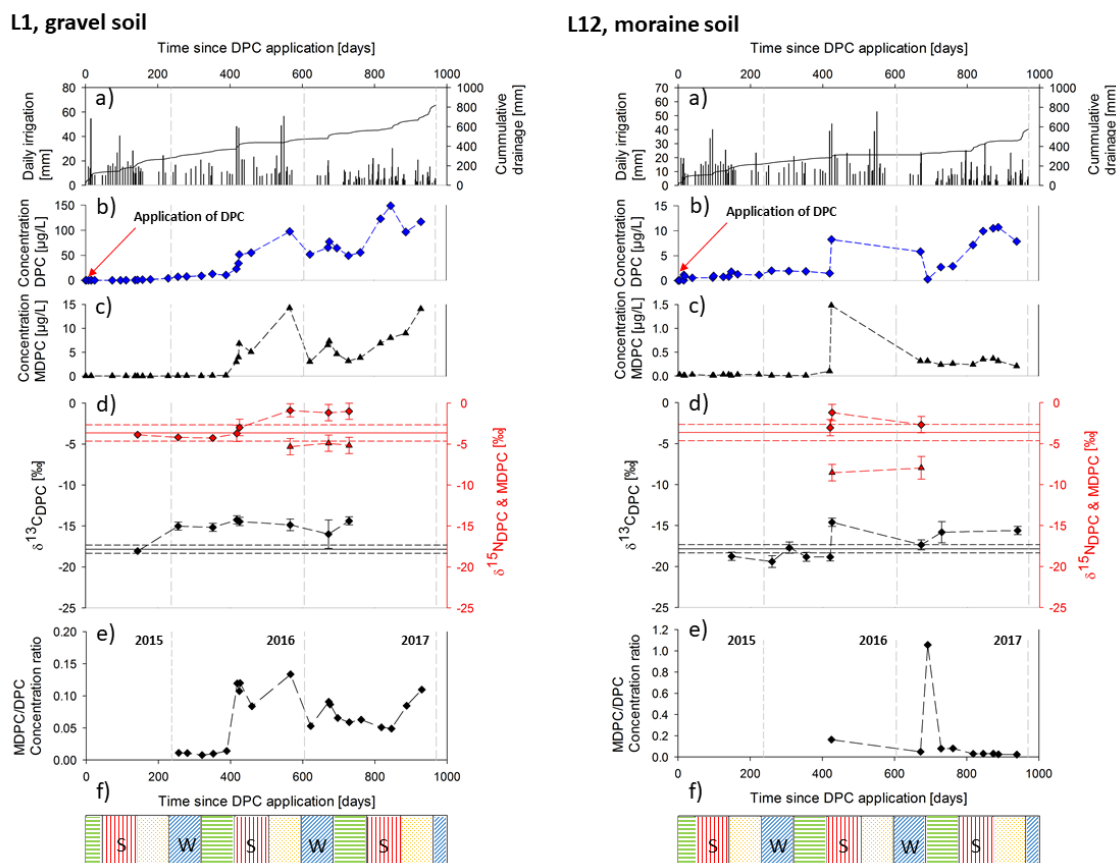 L1, gravel soil
Time since DPC application [days]
0 200 400 600 800 1000
a)
80
60
40
20
0
Daily irrigation
[mm]
1000
800
600
400
200
0
Cummulative
drainage [mm]
b)
Application of DPC
150
100
50
0
Concentration
DPC [µg/L]
c)
15
10
5
0
Concentration
MDPC [µg/L]
d)
0
-5
-10
-15
-20
-25
δ13CDPC [‰]
0
-5
-10
-15
-20
-25
δ15NDPC & MDPC [‰]
e)
2015 2016 2017
0.20
0.15
0.10
0.05
0.00
MDPC/DPC
Concentration ratio
0 200 400 600 800 1000
f)
Time since DPC application [days]
S W S W S
L12, moraine soil
Time since DPC application [days]
0 200 400 600 800 1000
a)
70
60
50
40
30
20
10
0
Daily irrigation
[mm]
1000
800
600
400
200
0
Cummulative
drainage [mm]
b)
Application of DPC
20
15
10
5
0
Concentration
DPC [µg/L]
c)
1.5
1.0
0.5
0.0
Concentration
MDPC [µg/L]
d)
0
-5
-10
-15
-20
-25
δ13CDPC [‰]
0
-5
-10
-15
-20
-25
δ15NDPC & MDPC [‰]
e)
2015 2016 2017
1.2
1.0
0.8
0.6
0.4
0.2
0.0
MDPC/DPC
Concentration ratio
0 200 400 600 800 1000
f)
Time since DPC application [days]
S W S W S